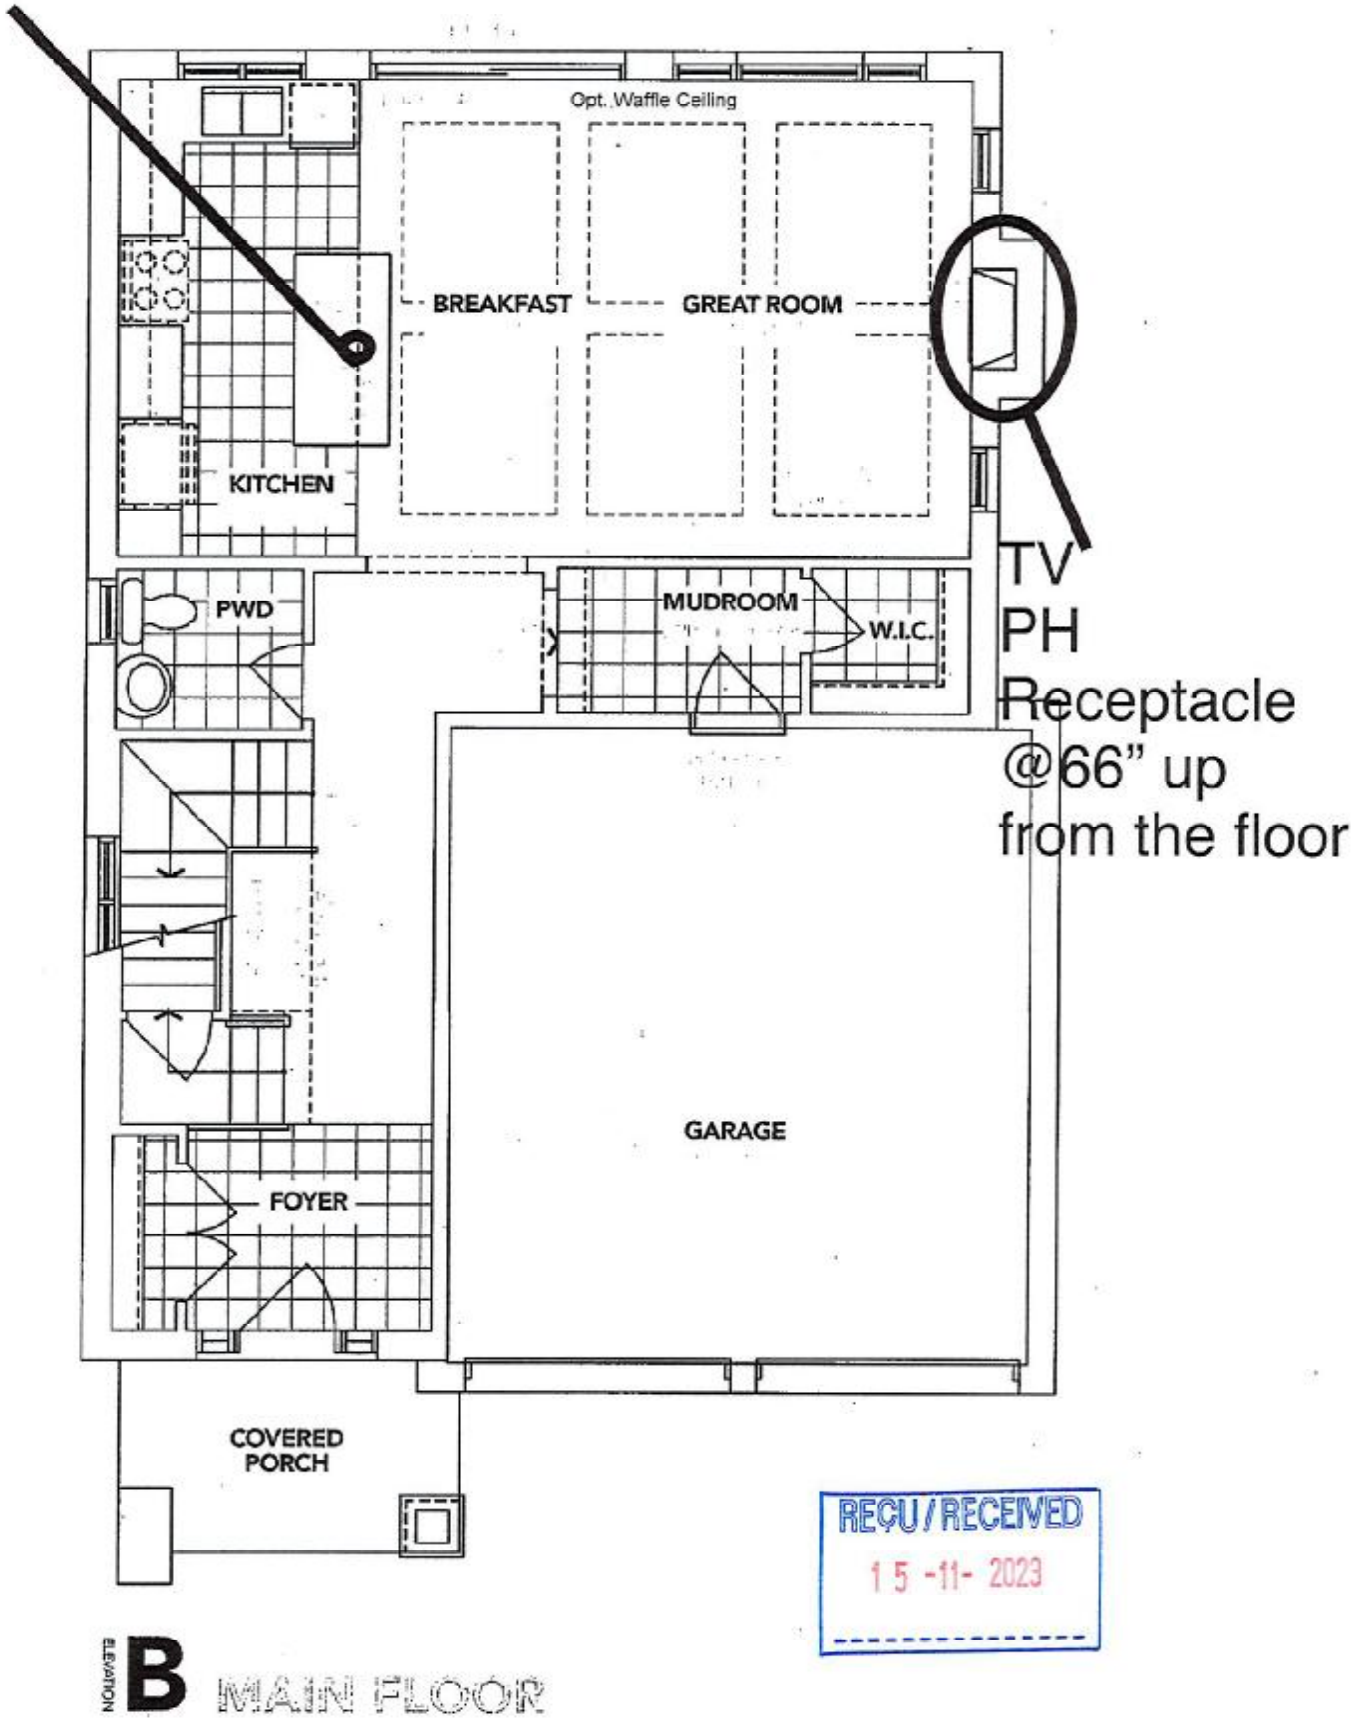 Opt. Waffle Ceiling
BREAKFAST
GREAT ROOM
KITCHEN
PWD
MUDROOM
W.I.C.
TV
PH
Receptacle
@66” up
from the floor
GARAGE
FOYER
COVERED
PORCH
REÇU/RECEIVED
15 -11- 2023
ELEVATION
B MAIN FLOOR